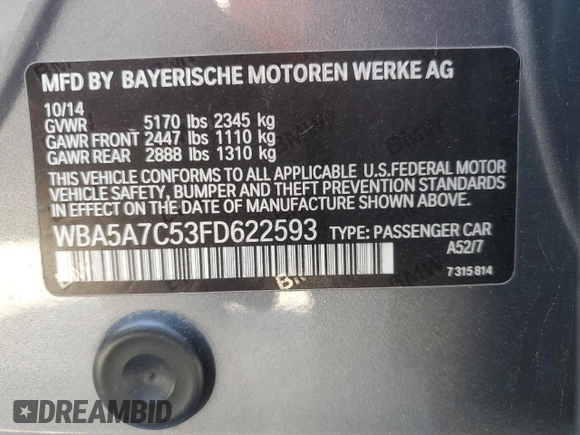 MFD BY BAYERISCHE MOTOREN WERKE AG
10/14
GVWR 5170 lbs 2345 kg
GAWR FRONT 2447 lbs 1110 kg
GAWR REAR 2888 lbs 1310 kg
THIS VEHICLE CONFORMS TO ALL APPLICABLE U.S.FEDERAL MOTOR
VEHICLE SAFETY, BUMPER AND THEFT PREVENTION STANDARDS
IN EFFECT ON THE DATE OF MANUFACTURE SHOWN ABOVE.
WBA5A7C53FD622593 TYPE: PASSENGER CAR
A52/7
7 315 814
DREAMBID